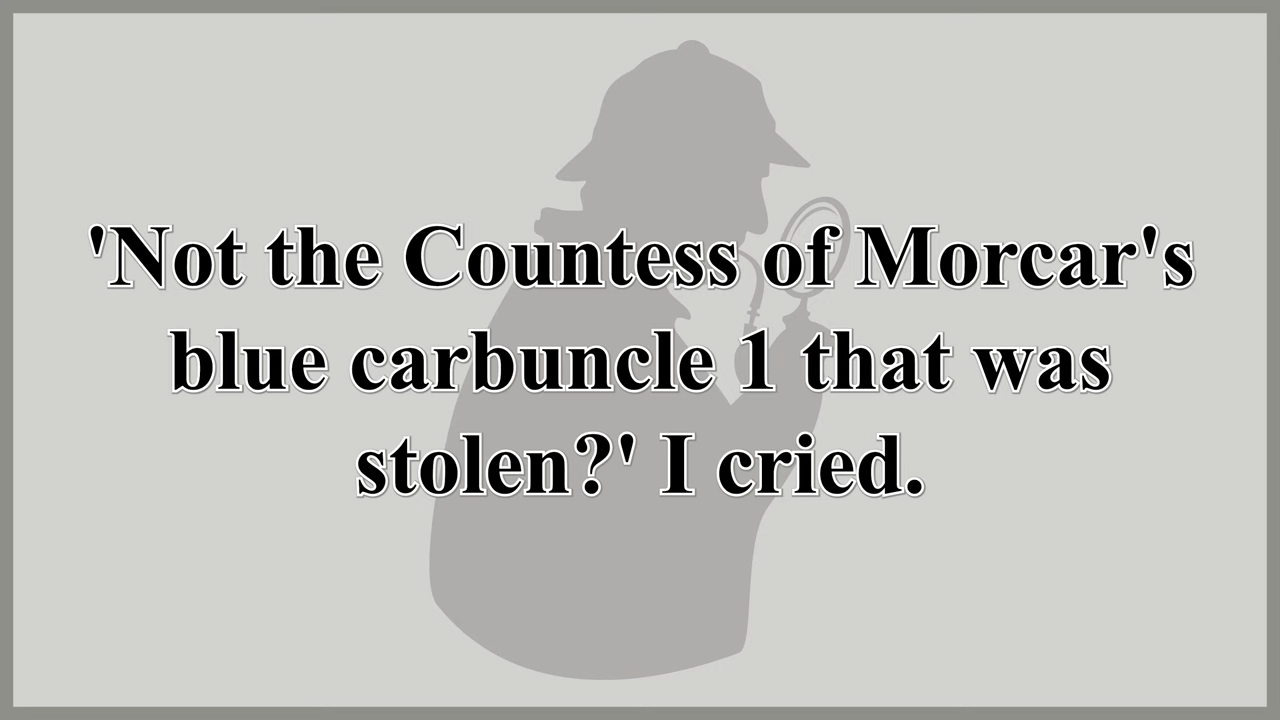 'Not the Countess of Morcar's
blue carbuncle 1 that was
stolen?' I cried.